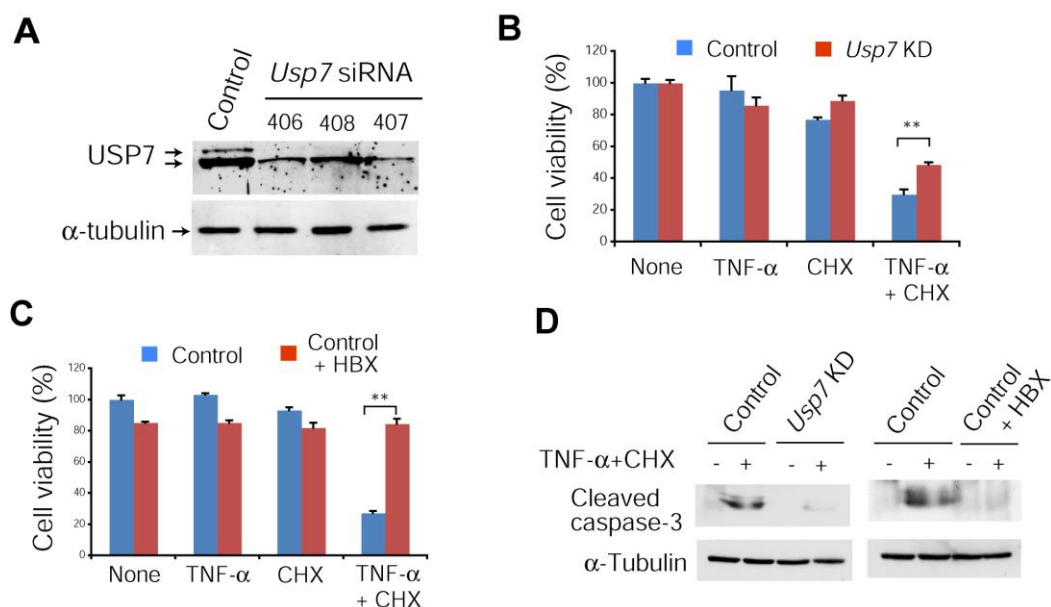 A
Control
Usp7 siRNA
406 408 407
USP7
α-tubulin
B
Control Usp7 KD
Cell viability (%)
120
100
80
60
40
20
0
**
None TNF-α CHX TNF-α
+ CHX
C
Control Control
+ HBX
Cell viability (%)
120
100
80
60
40
20
0
**
None TNF-α CHX TNF-α
+ CHX
D
Control Usp7 KD Control Control
+ HBX
TNF-α+CHX - + - + - + - +
Cleaved
caspase-3
α-Tubulin